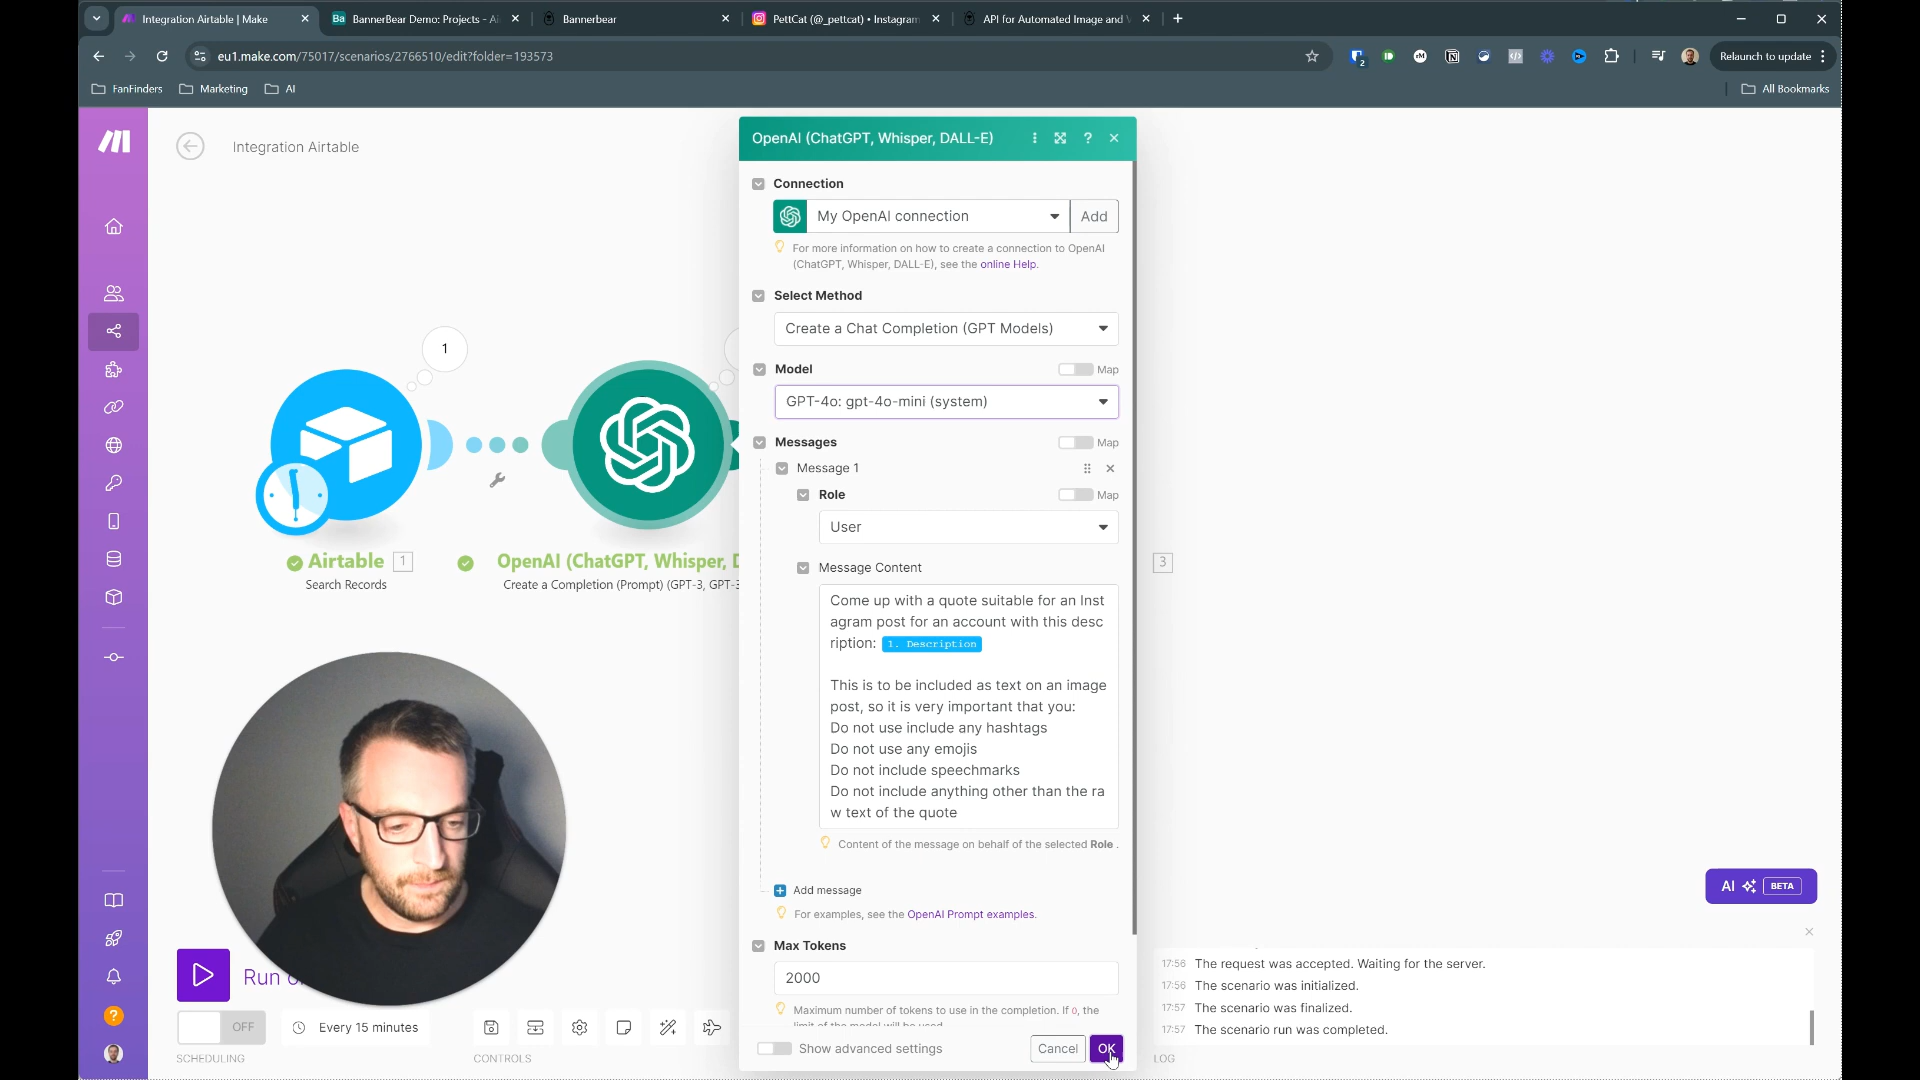 Integration Airtable | Make
BannerBear Demo: Projects - Ai
Bannerbear
PettCat (@_pettcat) • Instagram
API for Automated Image and V
eu1.make.com/75017/scenarios/2766510/edit?folder=193573
Relaunch to update
FanFinders
Marketing
AI
All Bookmarks
Integration Airtable
OpenAI (ChatGPT, Whisper, DALL-E)
Connection
My OpenAI connection
Add
For more information on how to create a connection to OpenAI
(ChatGPT, Whisper, DALL-E), see the online Help.
Select Method
Create a Chat Completion (GPT Models)
Model
Map
GPT-4o: gpt-4o-mini (system)
Messages
Map
Message 1
Role
Map
User
Message Content
Come up with a quote suitable for an Inst
agram post for an account with this desc
ription: 1. Description
This is to be included as text on an image
post, so it is very important that you:
Do not use include any hashtags
Do not use any emojis
Do not include speechmarks
Do not include anything other than the ra
w text of the quote
Content of the message on behalf of the selected Role .
Add message
For examples, see the OpenAI Prompt examples.
Max Tokens
2000
Maximum number of tokens to use in the completion. If 0, the
limit of the model will be used
Show advanced settings
Cancel
OK
1
Airtable 1
Search Records
OpenAI (ChatGPT, Whisper, D
Create a Completion (Prompt) (GPT-3, GPT-3
3
AI BETA
Run o
OFF
Every 15 minutes
SCHEDULING
CONTROLS
LOG
17:56 The request was accepted. Waiting for the server.
17:56 The scenario was initialized.
17:57 The scenario was finalized.
17:57 The scenario run was completed.